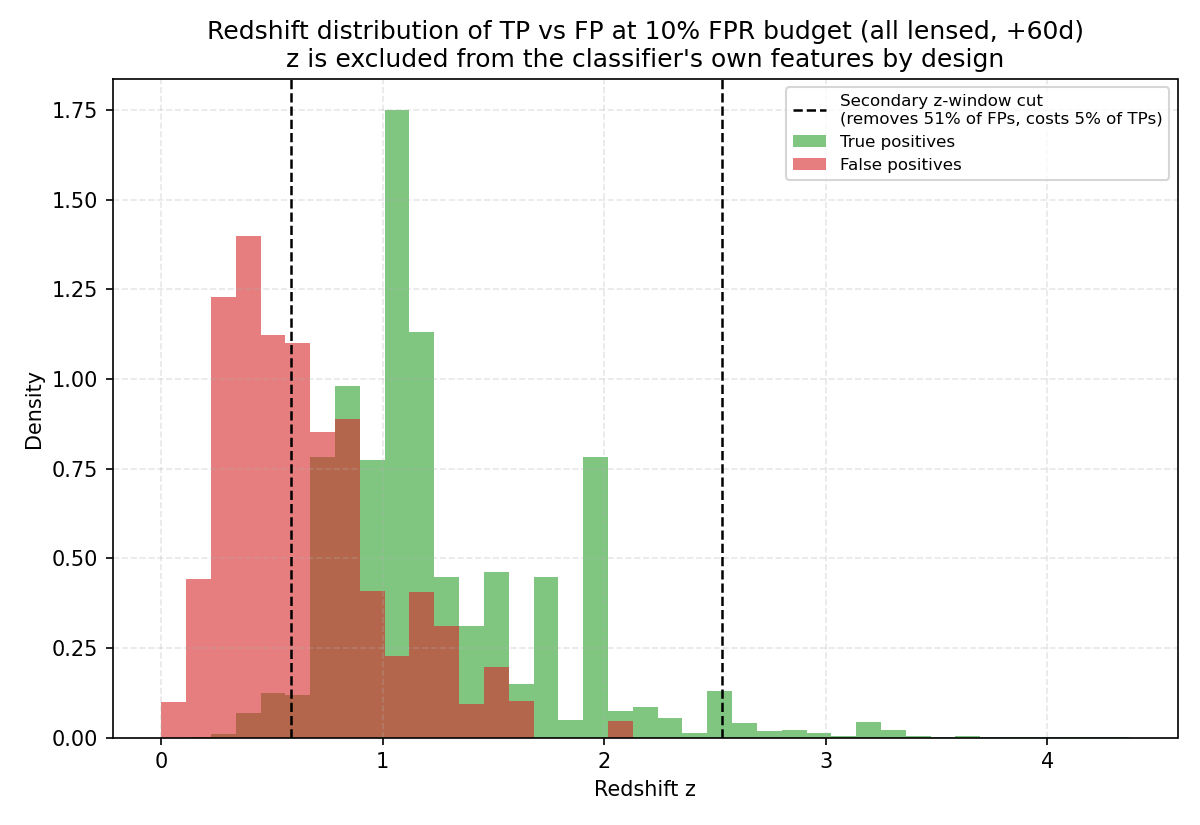 Redshift distribution of TP vs FP at 10% FPR budget (all lensed, +60d)
z is excluded from the classifier's own features by design
Secondary z-window cut
(removes 51% of FPs, costs 5% of TPs)
True positives
False positives
1.75
1.50
1.25
1.00
0.75
0.50
0.25
0.00
Density
0 1 2 3 4
Redshift z